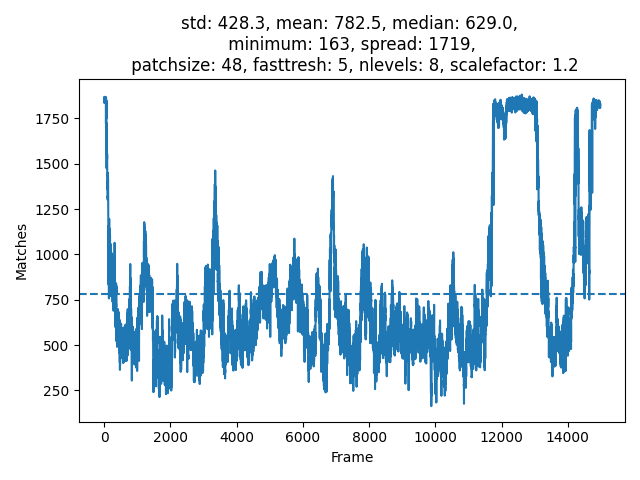 std: 428.3, mean: 782.5, median: 629.0,
minimum: 163, spread: 1719,
patchsize: 48, fasttresh: 5, nlevels: 8, scalefactor: 1.2
1750
1500
1250
1000
750
500
250
Matches
0 2000 4000 6000 8000 10000 12000 14000
Frame